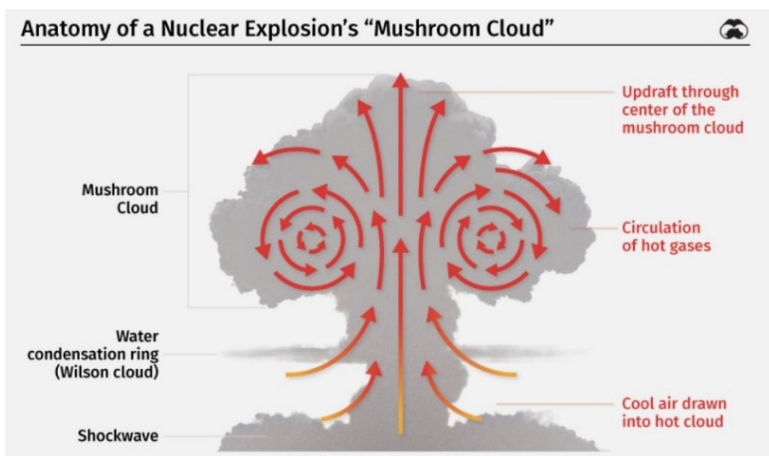 Anatomy of a Nuclear Explosion’s “Mushroom Cloud”
Updraft through
center of the
mushroom cloud
Mushroom
Cloud
Circulation
of hot gases
Water
condensation ring
(Wilson cloud)
Cool air drawn
into hot cloud
Shockwave